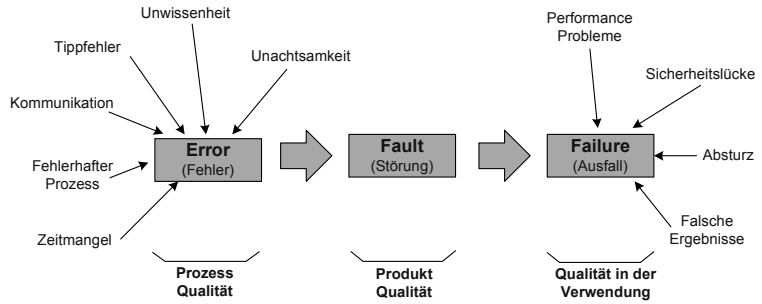 Unwissenheit
Tippfehler
Unachtsamkeit
Kommunikation
Fehlerhafter
Prozess
Zeitmangel
Error
(Fehler)
Fault
(Störung)
Failure
(Ausfall)
Performance
Probleme
Sicherheitslücke
Absturz
Falsche
Ergebnisse
Prozess
Qualität
Produkt
Qualität
Qualität in der
Verwendung